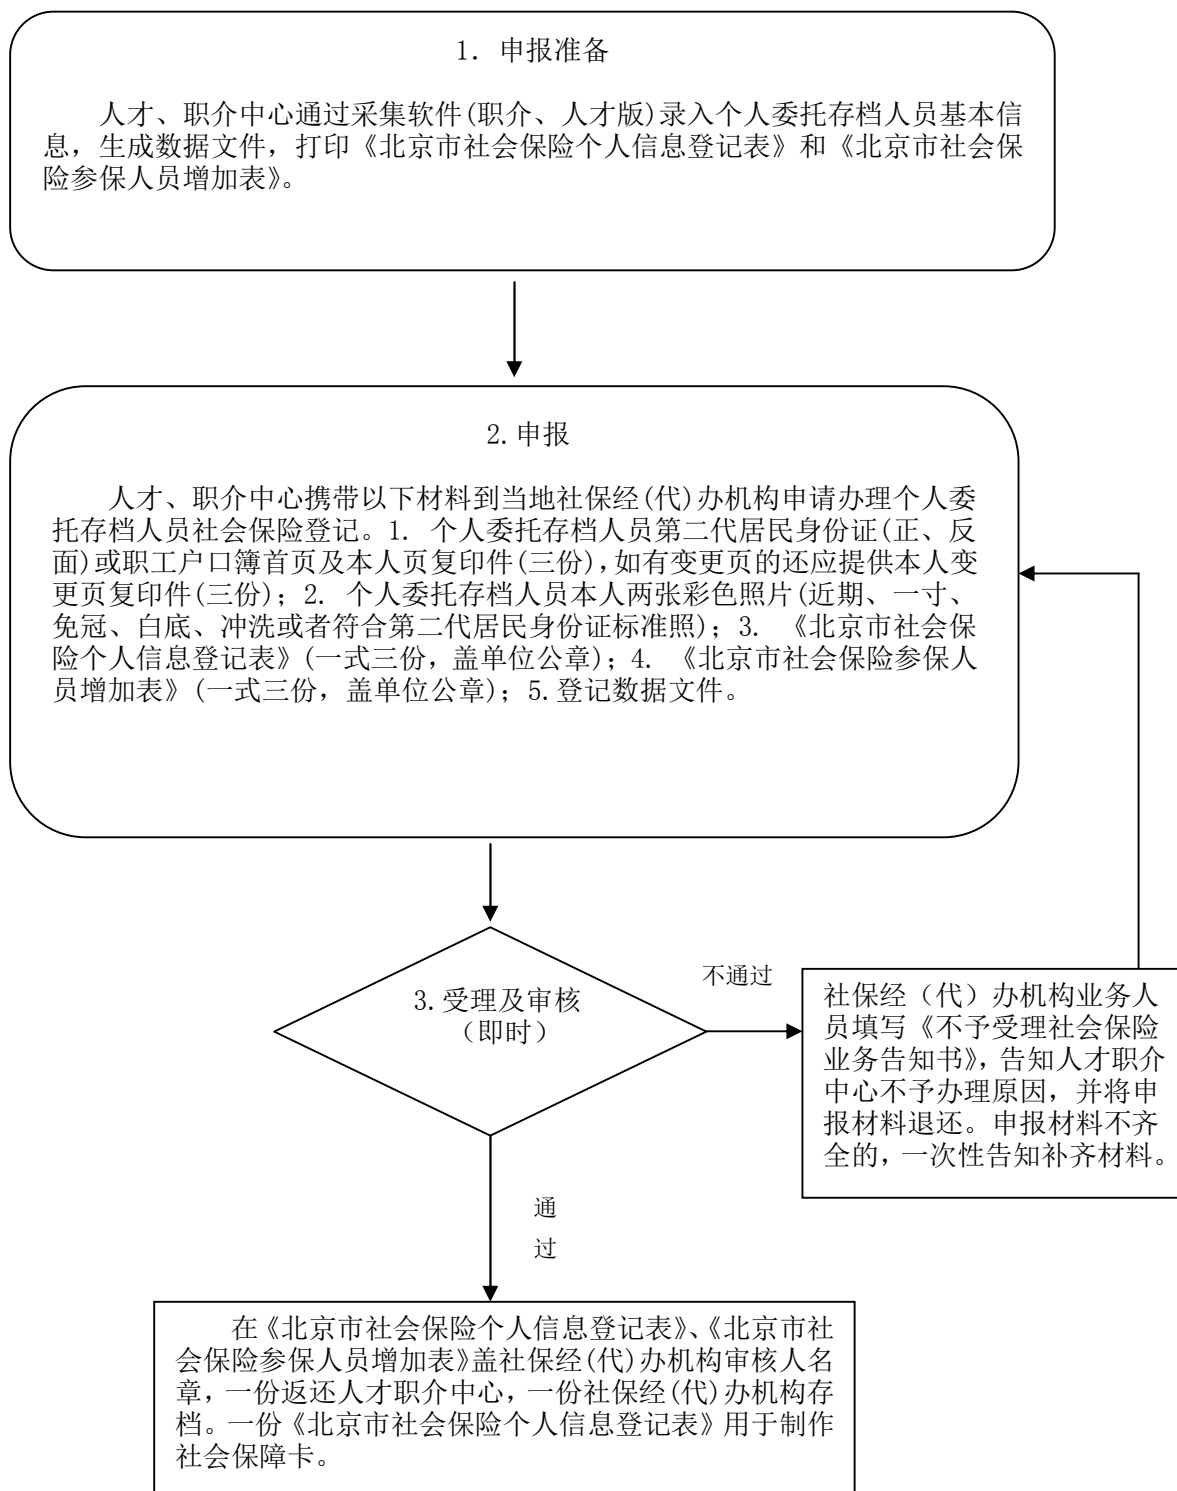 1. 申报准备
人才、职介中心通过采集软件(职介、人才版)录入个人委托存档人员基本信
息，生成数据文件，打印《北京市社会保险个人信息登记表》和《北京市社会保
险参保人员增加表》。
2.申报
人才、职介中心携带以下材料到当地社保经(代)办机构申请办理个人委
托存档人员社会保险登记。1. 个人委托存档人员第二代居民身份证(正、反
面)或职工户口簿首页及本人页复印件(三份),如有变更页的还应提供本人变
更页复印件(三份)；2. 个人委托存档人员本人两张彩色照片(近期、一寸、
免冠、白底、冲洗或者符合第二代居民身份证标准照)；3. 《北京市社会保
险个人信息登记表》(一式三份，盖单位公章)；4. 《北京市社会保险参保人
员增加表》(一式三份，盖单位公章)；5.登记数据文件。
3.受理及审核
（即时）
不通过
社保经（代）办机构业务人
员填写《不予受理社会保险
业务告知书》，告知人才职介
中心不予办理原因，并将申
报材料退还。申报材料不齐
全的，一次性告知补齐材料。
通
过
在《北京市社会保险个人信息登记表》、《北京市社
会保险参保人员增加表》盖社保经(代)办机构审核人名
章，一份返还人才职介中心，一份社保经(代)办机构存
档。一份《北京市社会保险个人信息登记表》用于制作
社会保障卡。